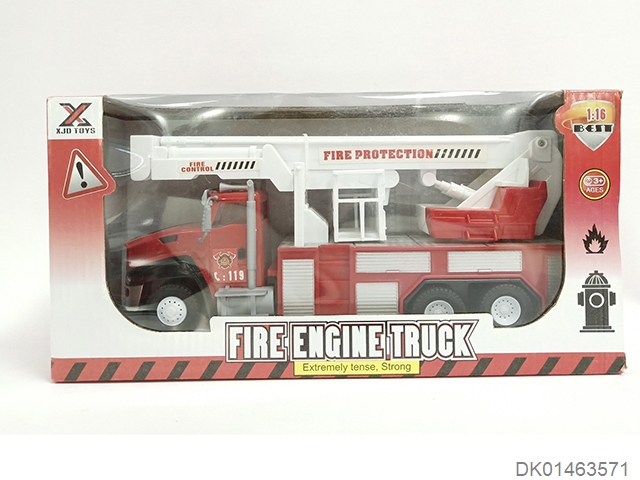 XJD TOYS
1:16
BEST
3+
AGES
FIRE
CONTROL
FIRE PROTECTION
:119
FIRE ENGINE TRUCK
Extremely tense, Strong
DK01463571